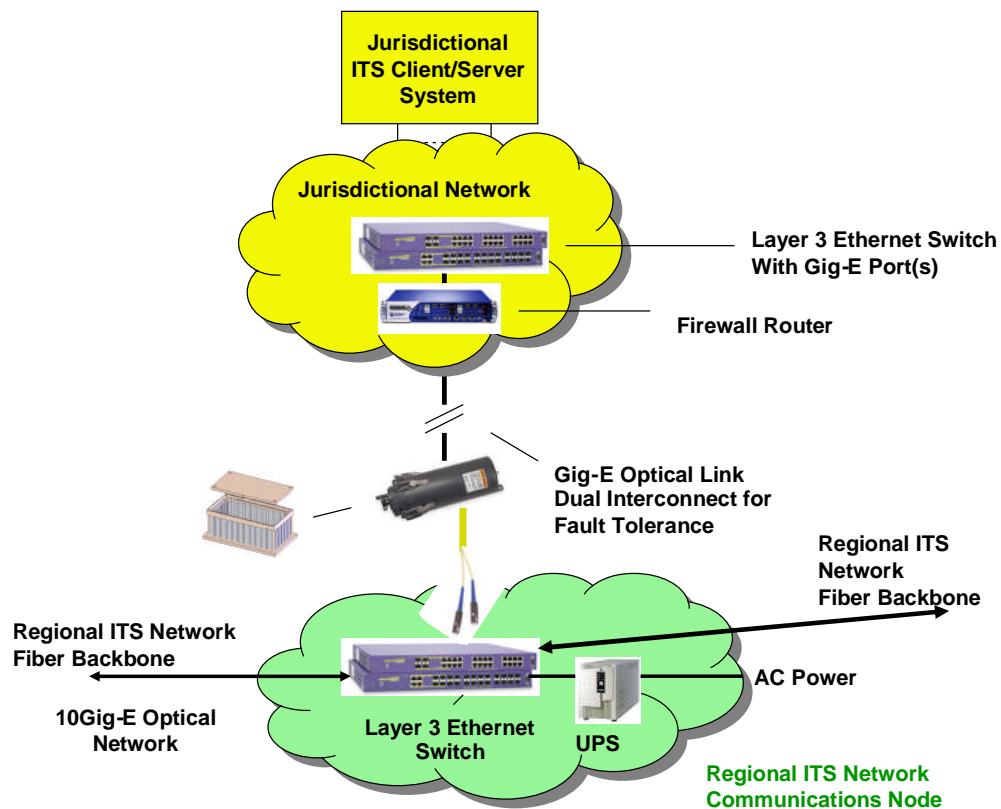 Jurisdictional
ITS Client/Server
System
Jurisdictional Network
Layer 3 Ethernet Switch
With Gig-E Port(s)
Firewall Router
Gig-E Optical Link
Dual Interconnect for
Fault Tolerance
Regional ITS
Network
Fiber Backbone
Regional ITS Network
Fiber Backbone
10Gig-E Optical
Network
Layer 3 Ethernet
Switch
UPS
AC Power
Regional ITS Network
Communications Node